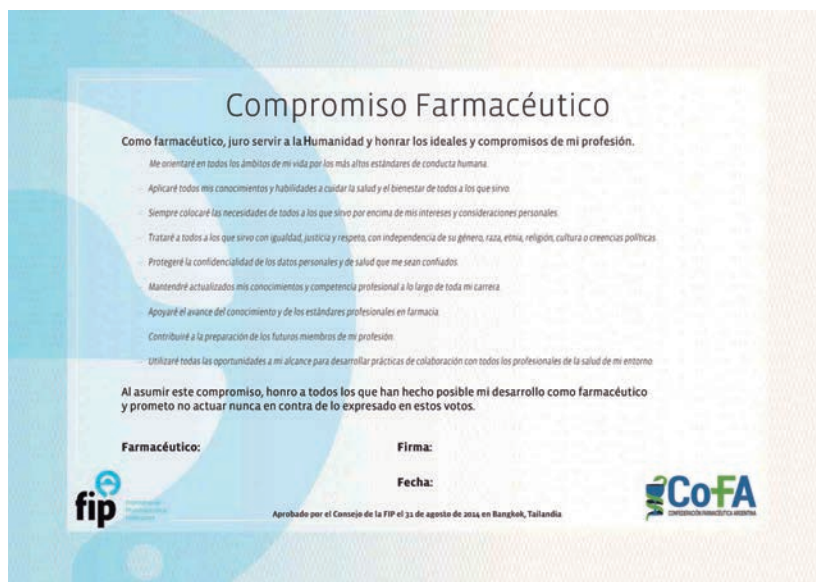 Compromiso Farmacéutico
Como farmacéutico, juro servir a la Humanidad y honrar los ideales y compromisos de mi profesión.
- Me orientaré en todos los ámbitos de mi vida por los más altos estándares de conducta humana.
- Aplicaré todos mis conocimientos y habilidades a cuidar la salud y el bienestar de todos a los que sirvo.
- Siempre colocaré las necesidades de todos a los que sirvo por encima de mis intereses y consideraciones personales.
- Trataré a todos a los que sirvo con igualdad, justicia y respeto, con independencia de su género, raza, etnia, religión, cultura o creencias políticas.
- Protegeré la confidencialidad de los datos personales y de salud que me sean confiados.
- Mantendré actualizados mis conocimientos y competencia profesional a lo largo de toda mi carrera.
- Apoyaré el avance del conocimiento y de los estándares profesionales en farmacia.
- Contribuiré a la preparación de los futuros miembros de mi profesión.
- Utilizaré todas las oportunidades a mi alcance para desarrollar prácticas de colaboración con todos los profesionales de la salud de mi entorno.
Al asumir este compromiso, honro a todos los que han hecho posible mi desarrollo como farmacéutico
y prometo no actuar nunca en contra de lo expresado en estos votos.
Farmacéutico:
Firma:
Fecha:
fip
Aprobado por el Consejo de la FIP el 31 de agosto de 2014 en Bangkok, Tailandia
CoFA
CONFEDERACIÓN FARMACÉUTICA ARGENTINA